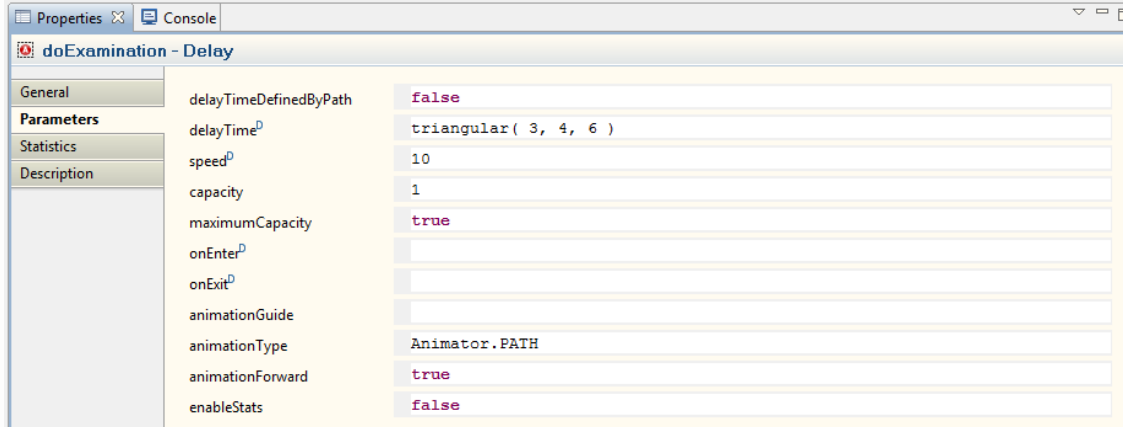 Properties Console
doExamination - Delay
General
Parameters
Statistics
Description
delayTimeDefinedByPath false
delayTimeD triangular( 3, 4, 6 )
speedD 10
capacity 1
maximumCapacity true
onEnterD
onExitD
animationGuide
animationType Animator.PATH
animationForward true
enableStats false